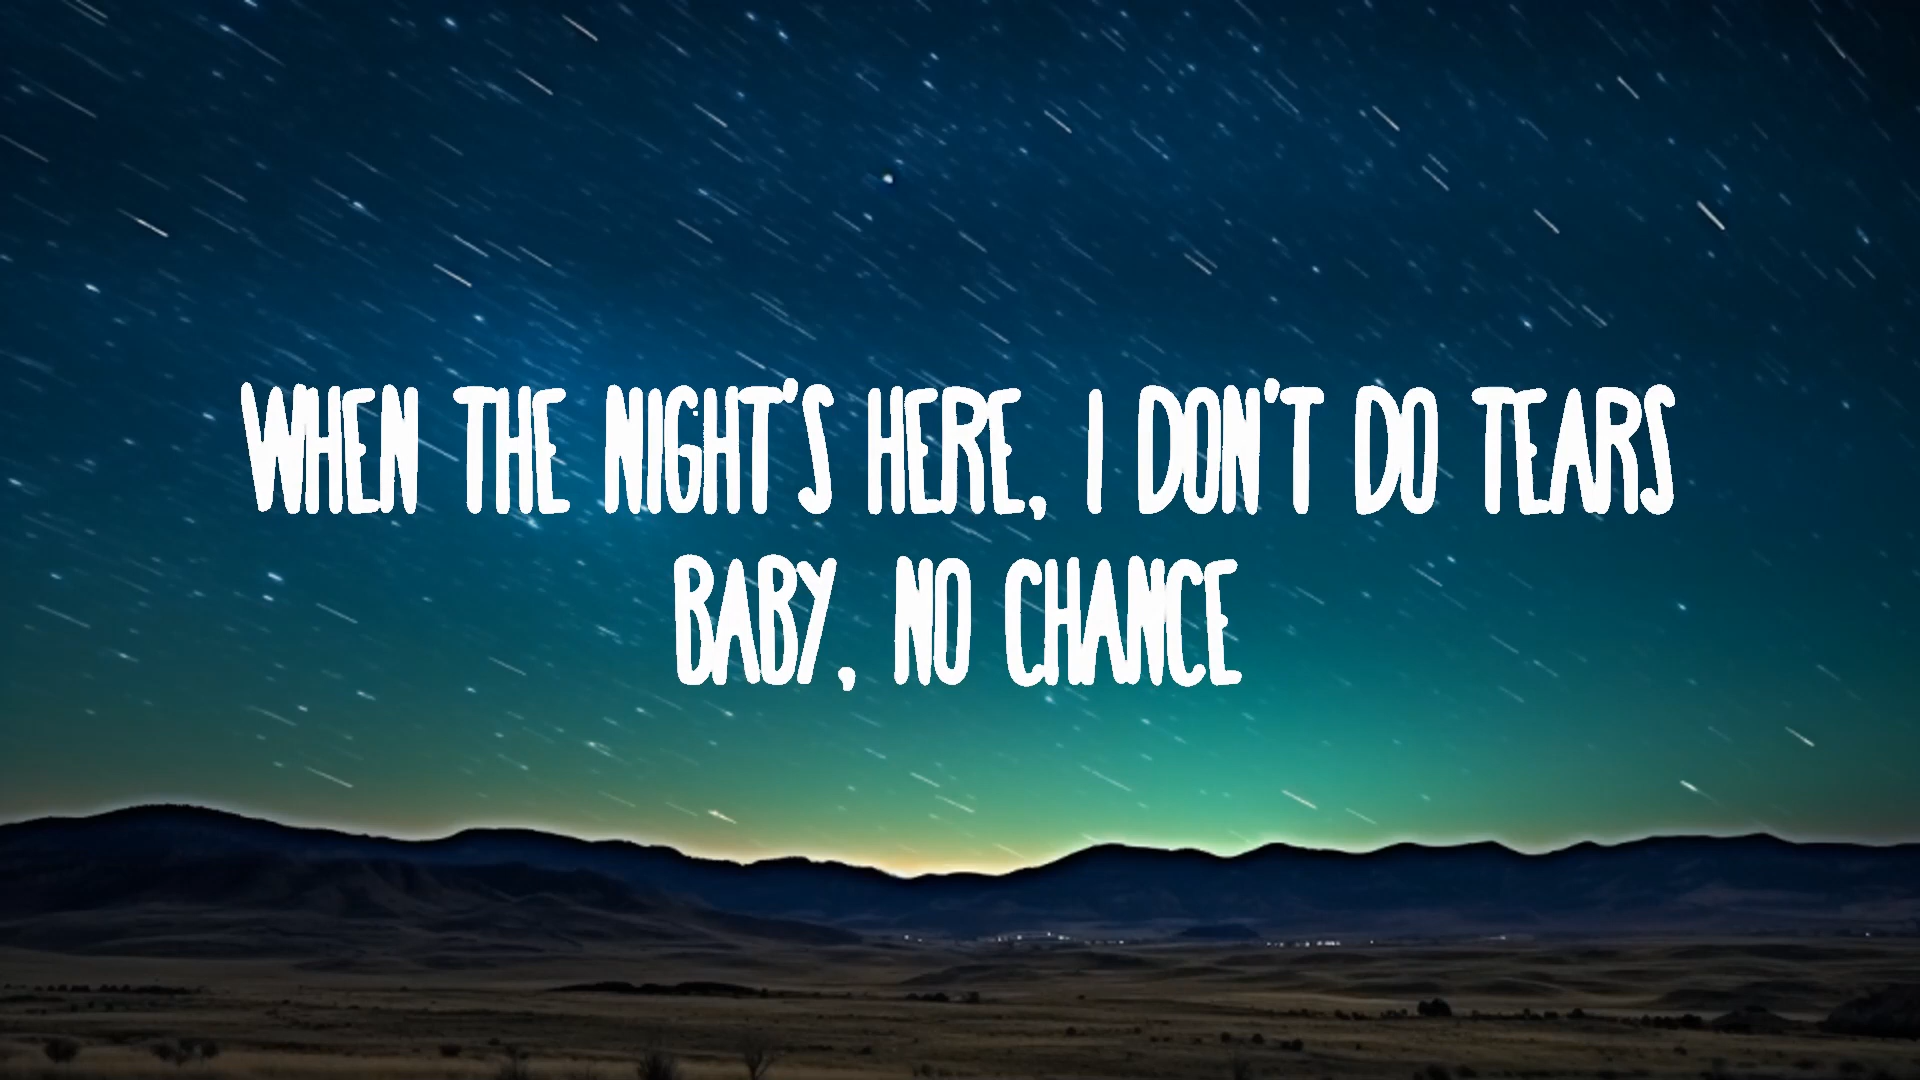 WHEN THE NIGHT'S HERE, I DON'T DO TEARS
BABY, NO CHANCE